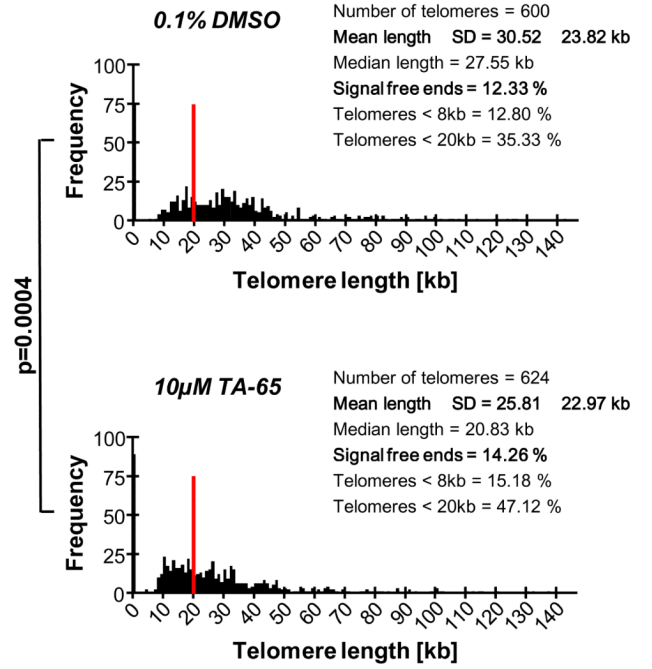 0.1% DMSO
Number of telomeres = 600
Mean length SD = 30.52 23.82 kb
Median length = 27.55 kb
Signal free ends = 12.33 %
Telomeres < 8kb = 12.80 %
Telomeres < 20kb = 35.33 %
Frequency
100
75
50
25
0
0 10 20 30 40 50 60 70 80 90 100 110 120 130 140
Telomere length [kb]
p=0.0004
10µM TA-65
Number of telomeres = 624
Mean length SD = 25.81 22.97 kb
Median length = 20.83 kb
Signal free ends = 14.26 %
Telomeres < 8kb = 15.18 %
Telomeres < 20kb = 47.12 %
Frequency
100
75
50
25
0
0 10 20 30 40 50 60 70 80 90 100 110 120 130 140
Telomere length [kb]